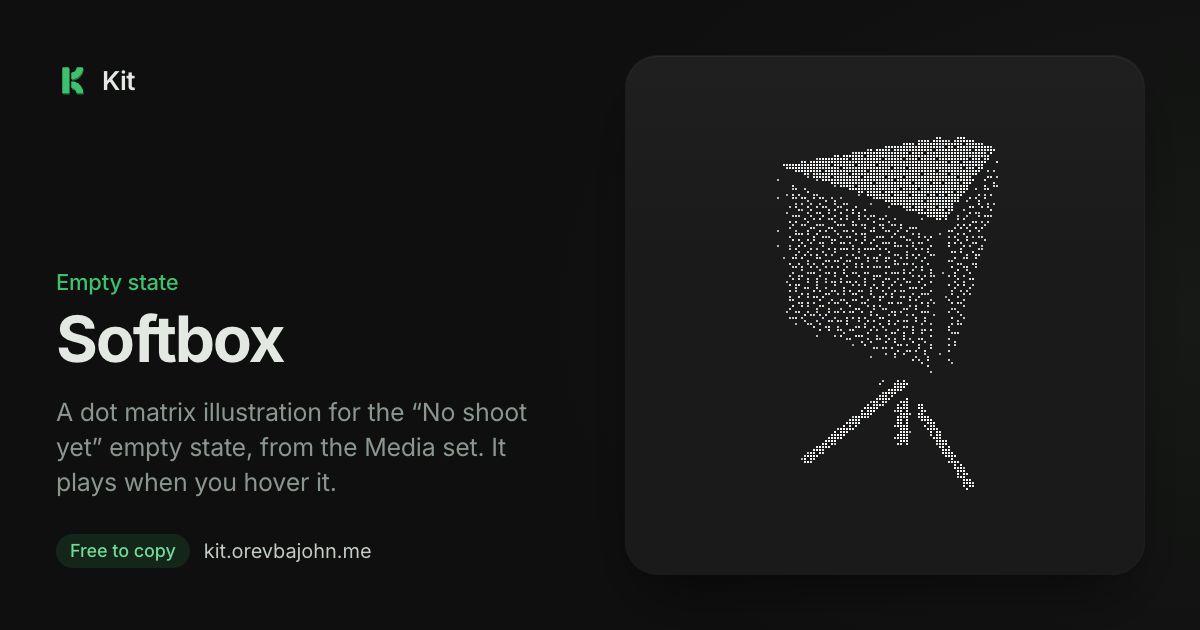 Kit
Empty state
Softbox
A dot matrix illustration for the “No shoot
yet” empty state, from the Media set. It
plays when you hover it.
Free to copy
kit.orevbajohn.me